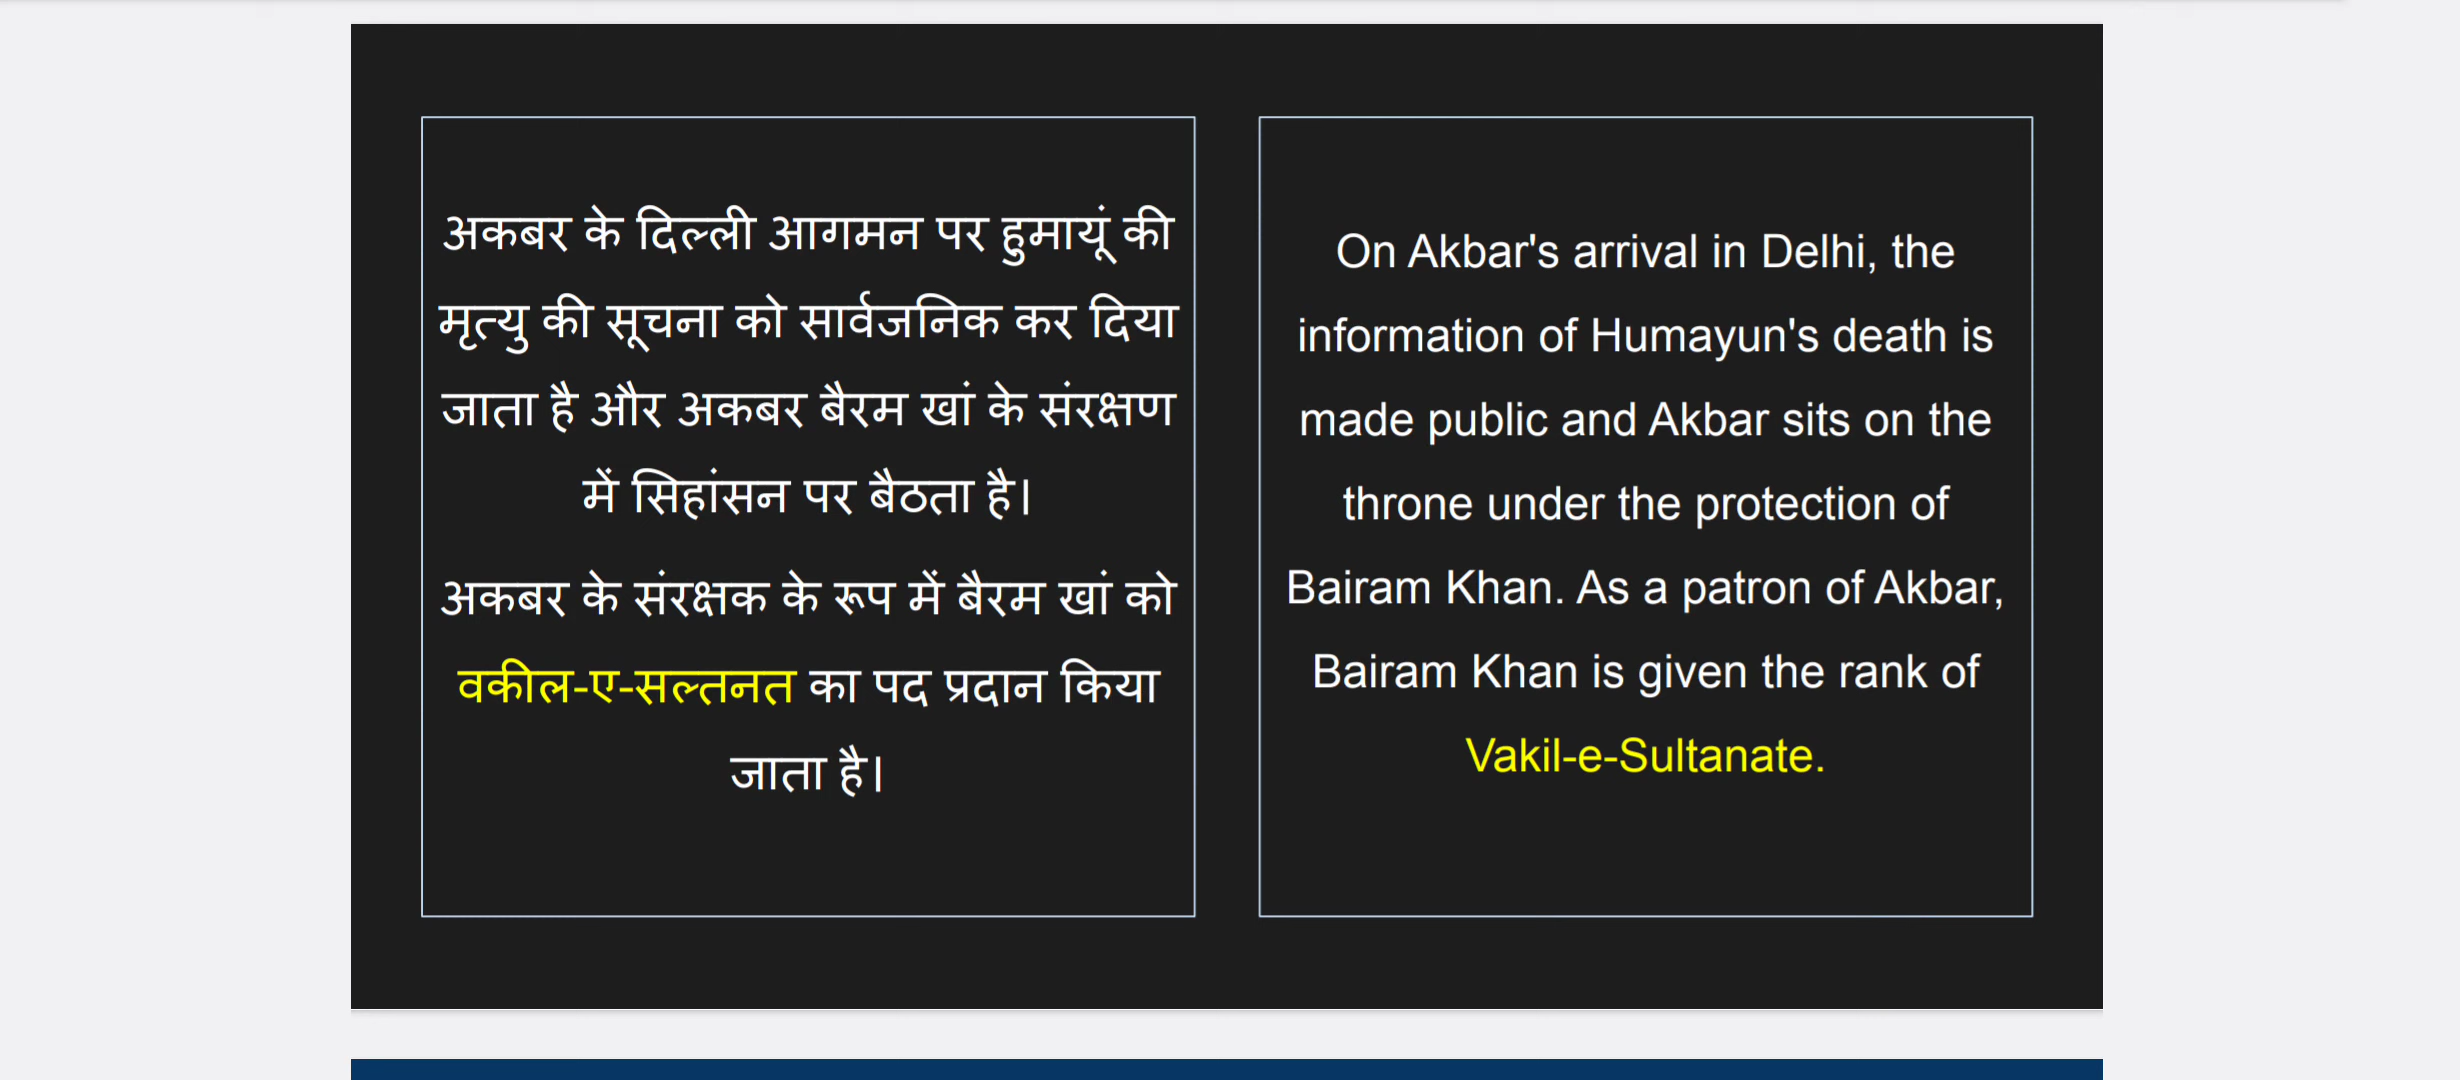 अकबर के दिल्ली आगमन पर हुमायूं की
मृत्यु की सूचना को सार्वजनिक कर दिया
जाता है और अकबर बैरम खां के संरक्षण
में सिहांसन पर बैठता है।
अकबर के संरक्षक के रूप में बैरम खां को
वकील-ए-सल्तनत का पद प्रदान किया
जाता है।
On Akbar's arrival in Delhi, the
information of Humayun's death is
made public and Akbar sits on the
throne under the protection of
Bairam Khan. As a patron of Akbar,
Bairam Khan is given the rank of
Vakil-e-Sultanate.